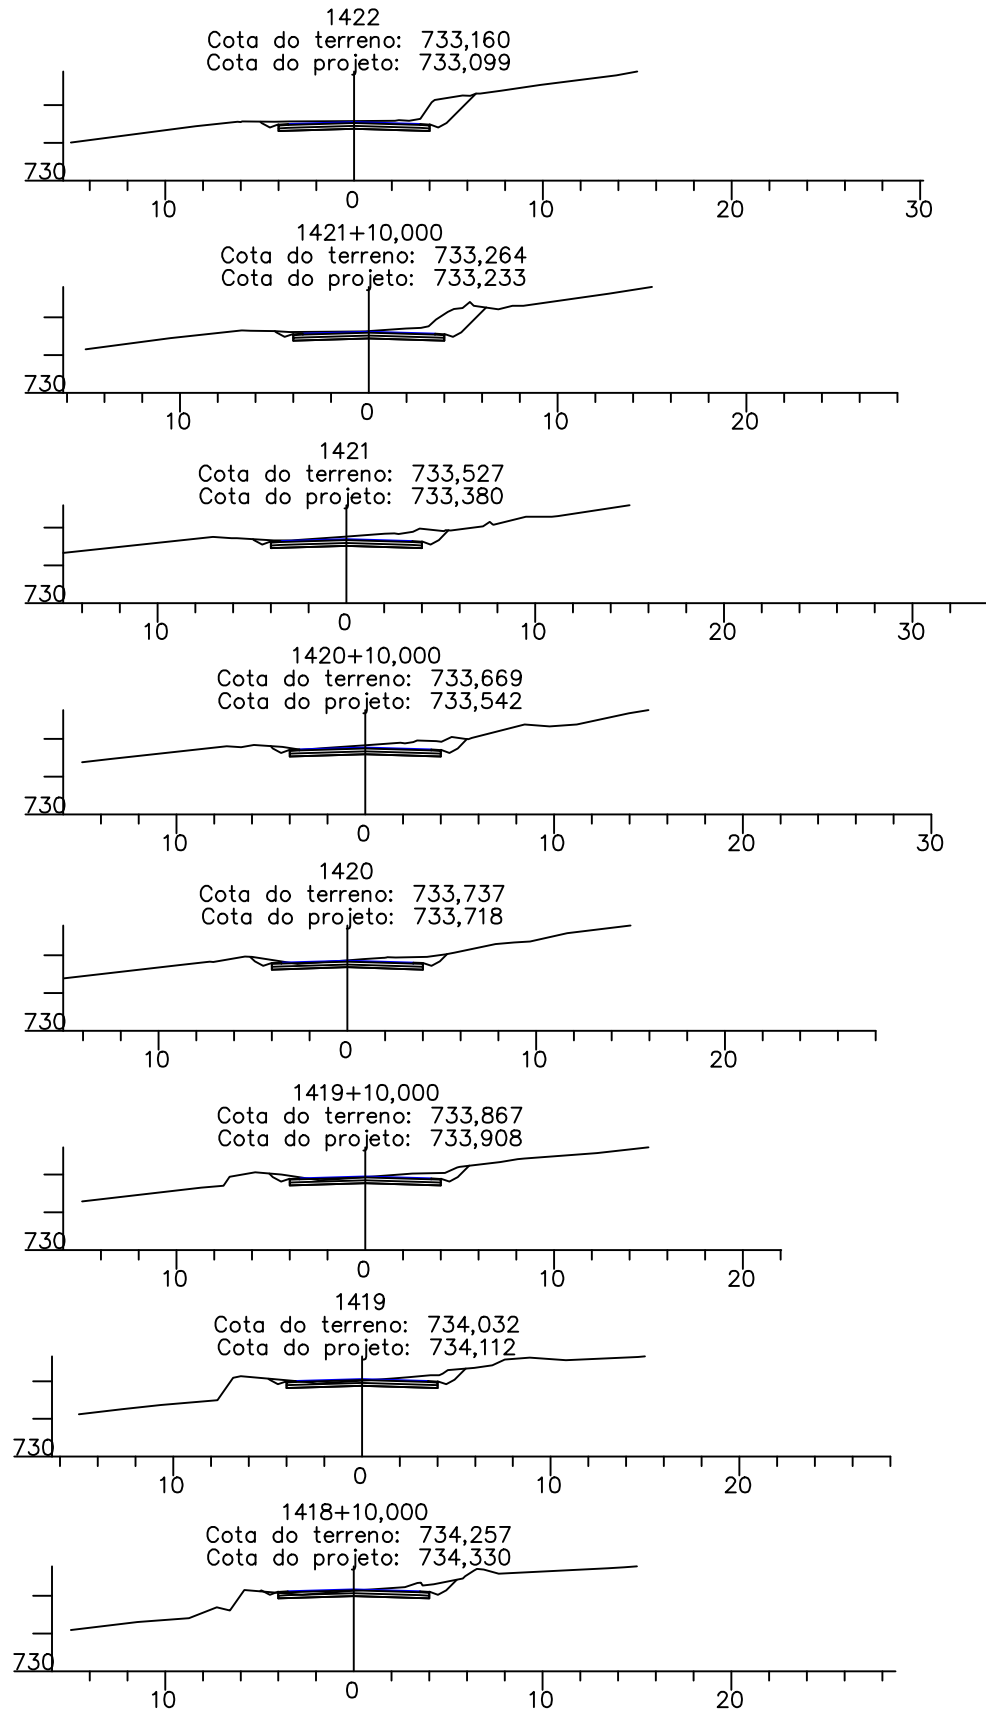 1422
Cota do terreno: 733,160
Cota do projeto: 733,099
730
10 0 10 20 30
1421+10,000
Cota do terreno: 733,264
Cota do projeto: 733,233
730
10 0 10 20
1421
Cota do terreno: 733,527
Cota do projeto: 733,380
730
10 0 10 20 30
1420+10,000
Cota do terreno: 733,669
Cota do projeto: 733,542
730
10 0 10 20 30
1420
Cota do terreno: 733,737
Cota do projeto: 733,718
730
10 0 10 20
1419+10,000
Cota do terreno: 733,867
Cota do projeto: 733,908
730
10 0 10 20
1419
Cota do terreno: 734,032
Cota do projeto: 734,112
730
10 0 10 20
1418+10,000
Cota do terreno: 734,257
Cota do projeto: 734,330
730
10 0 10 20